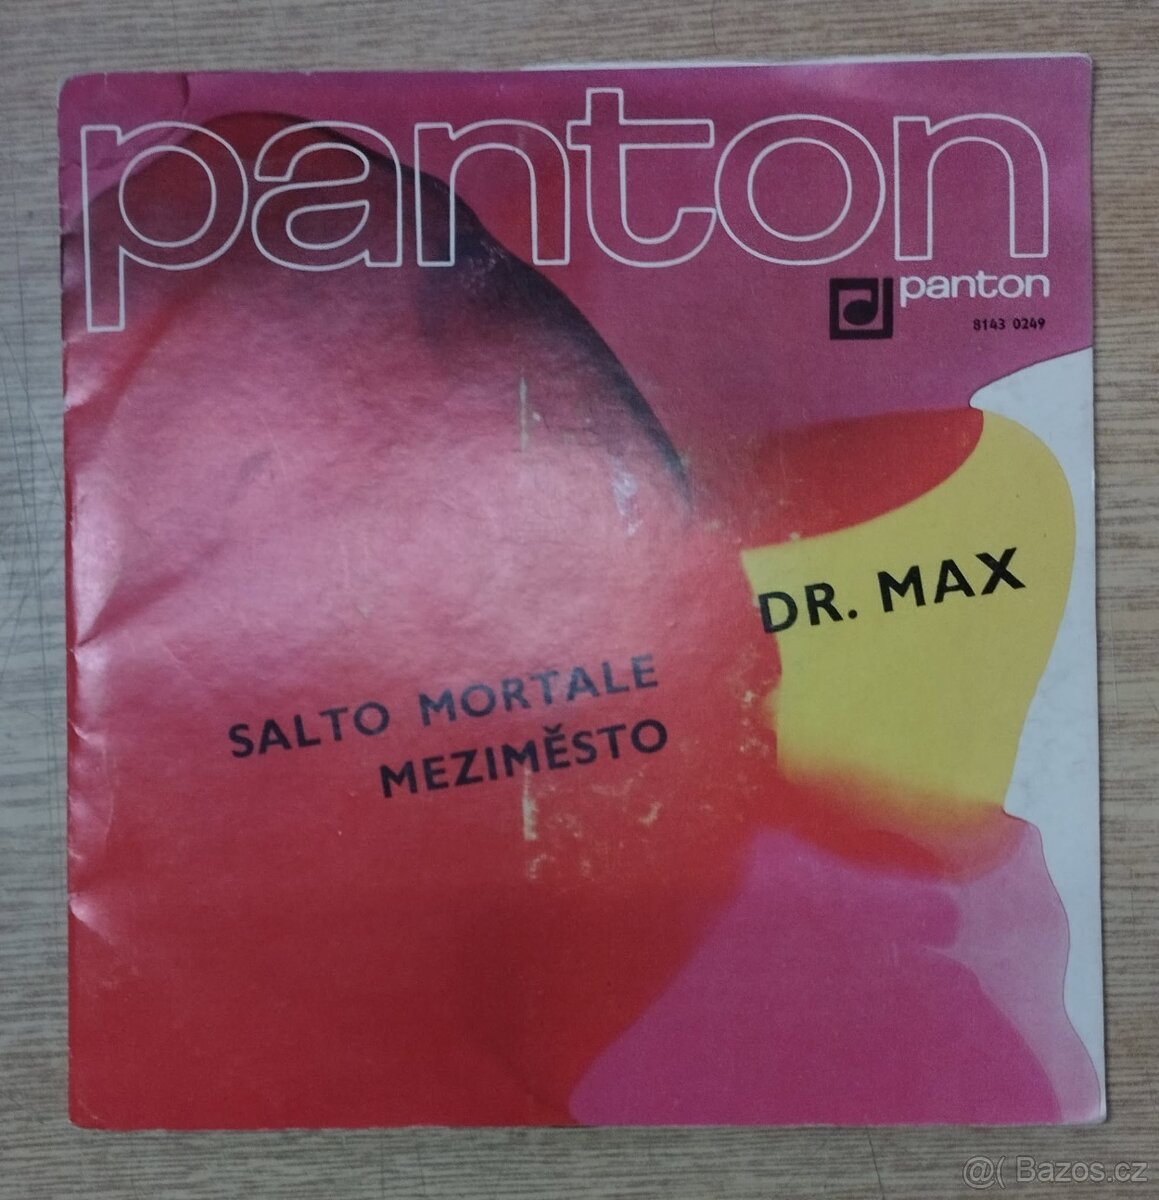 panton
panton
8143 0249
DR. MAX
SALTO MORTALE
MEZIMĚSTO
@( Bazos.cz